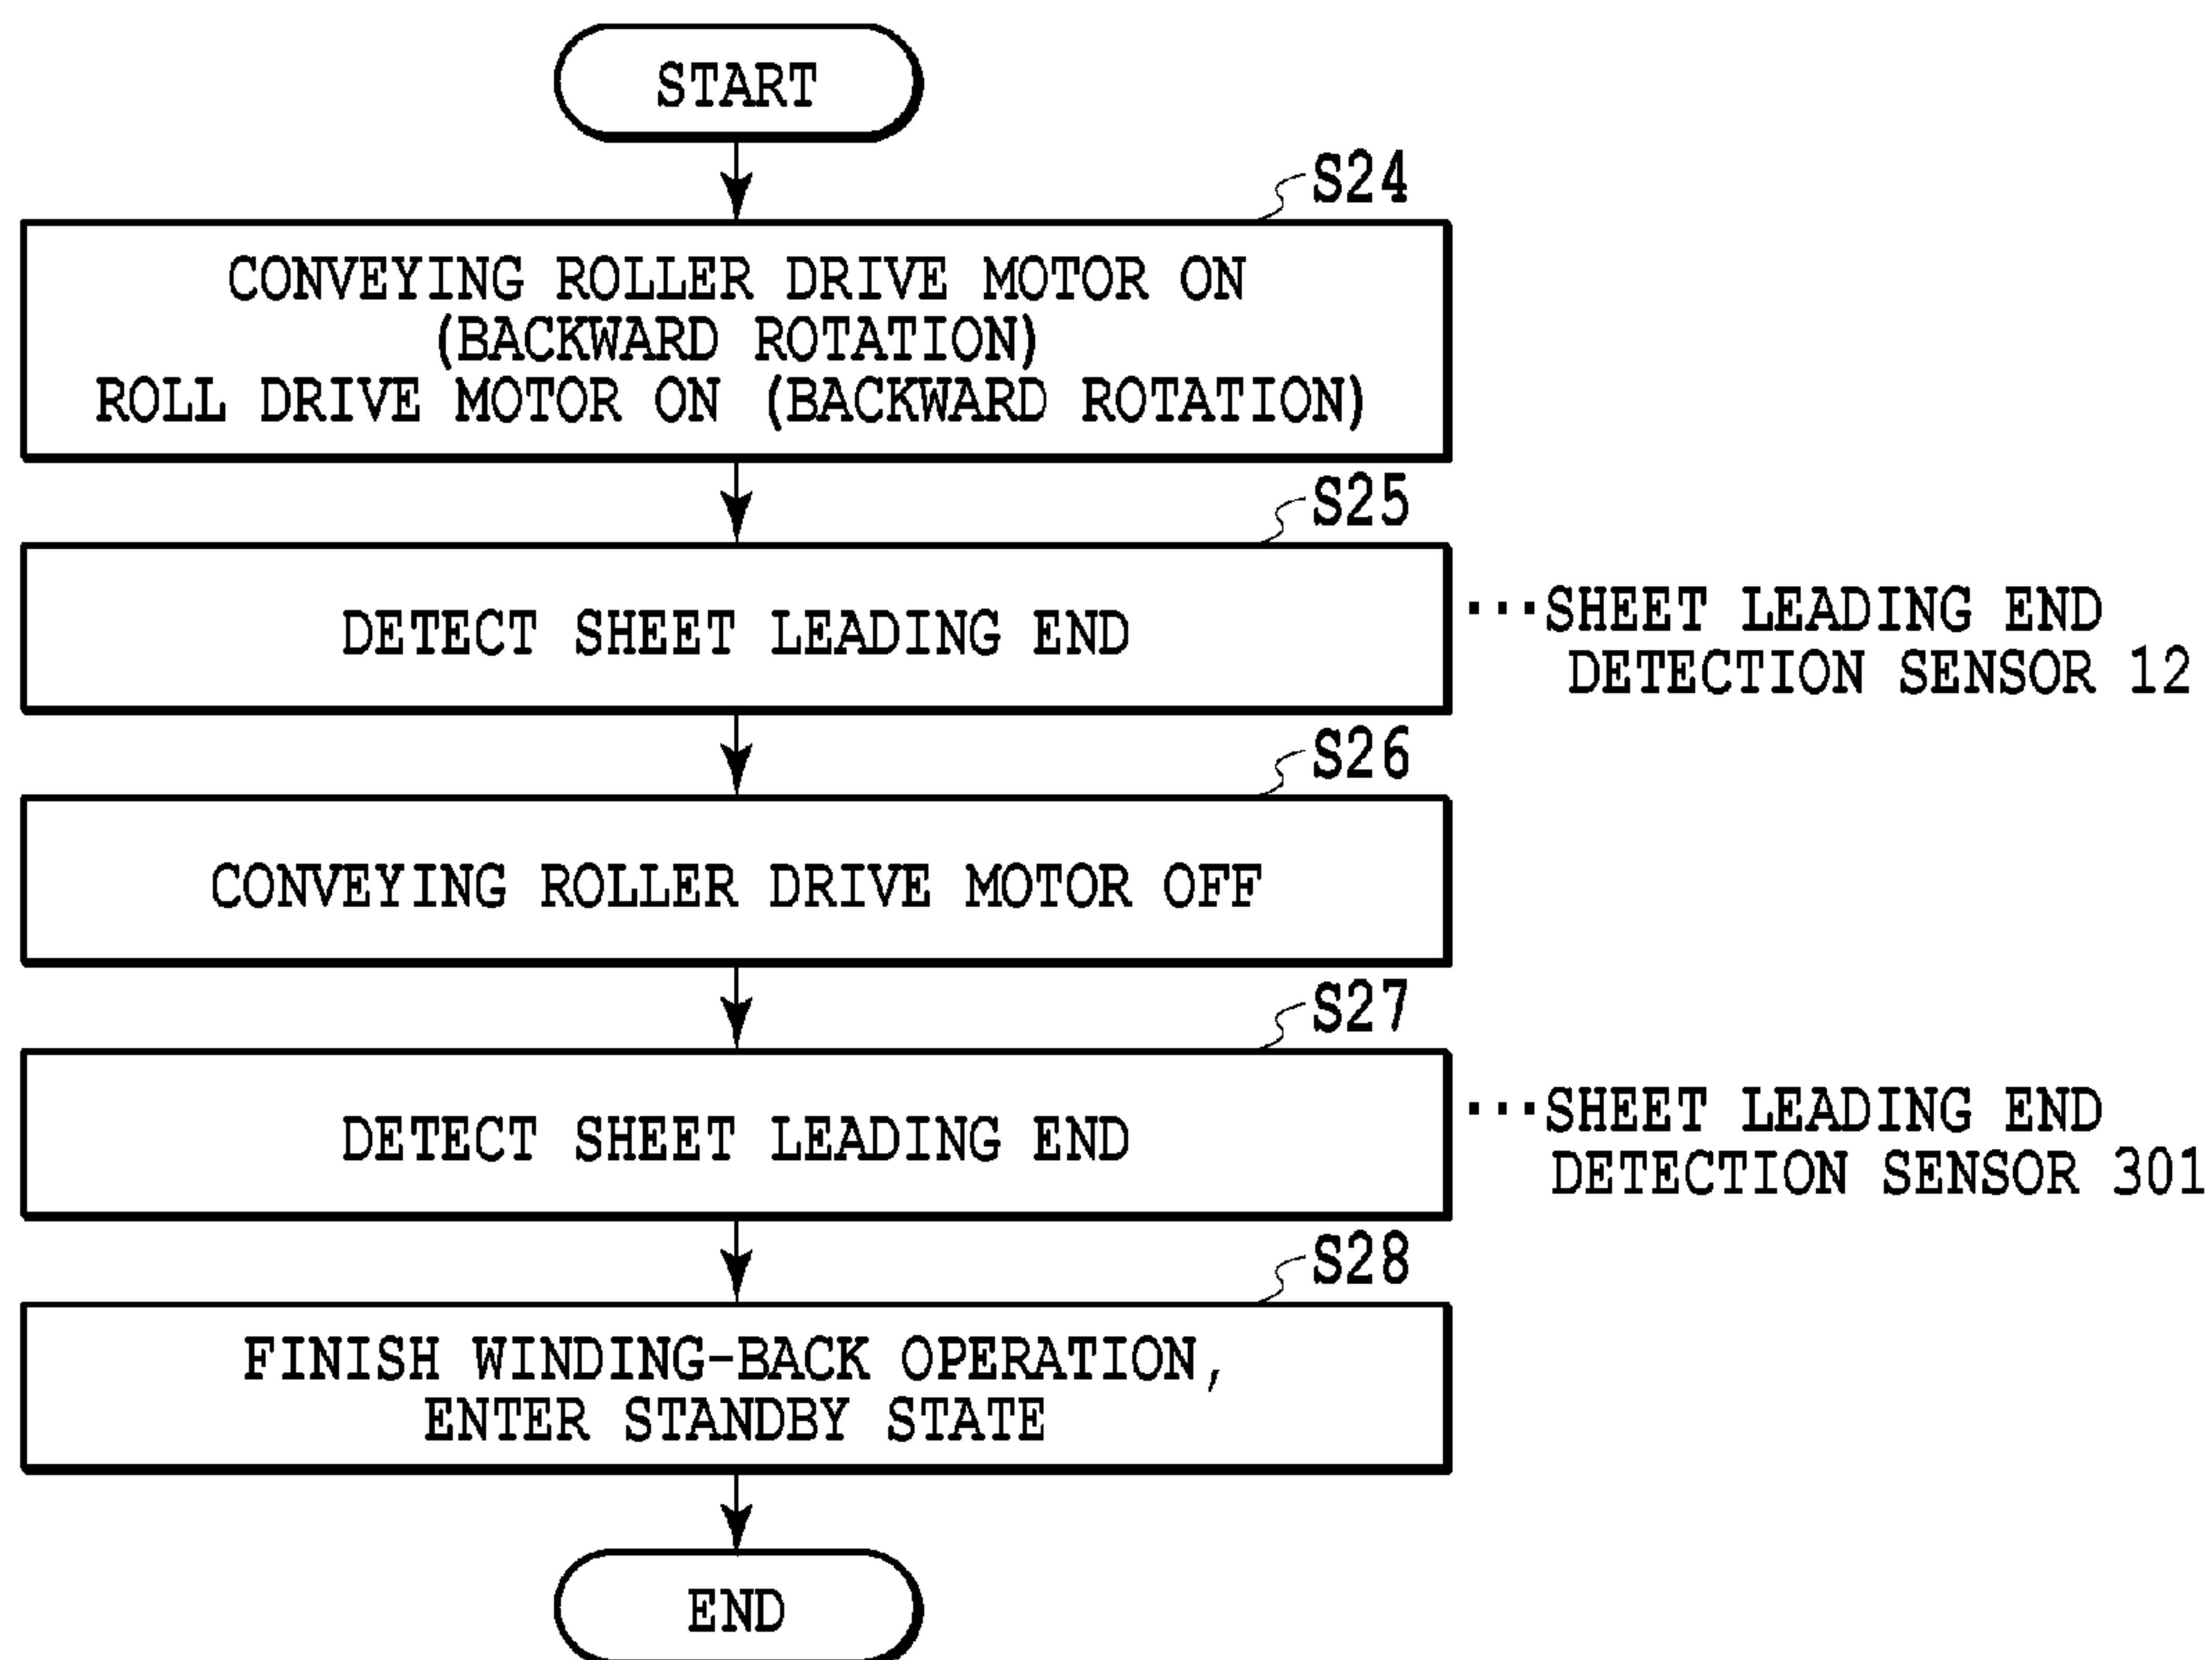 START
S24
CONVEYING ROLLER DRIVE MOTOR ON
(BACKWARD ROTATION)
ROLL DRIVE MOTOR ON (BACKWARD ROTATION)
S25
DETECT SHEET LEADING END
···SHEET LEADING END
DETECTION SENSOR 12
S26
CONVEYING ROLLER DRIVE MOTOR OFF
S27
DETECT SHEET LEADING END
···SHEET LEADING END
DETECTION SENSOR 301
S28
FINISH WINDING-BACK OPERATION,
ENTER STANDBY STATE
END